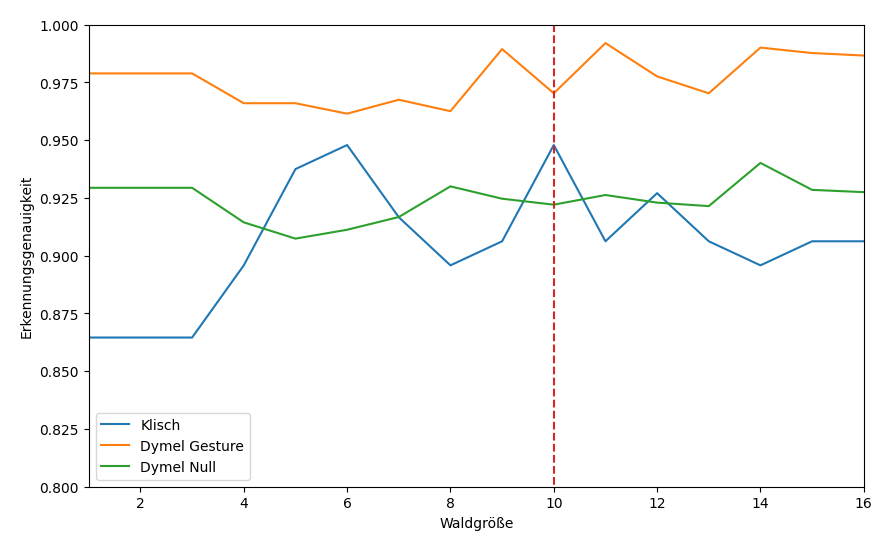 1.000
0.975
0.950
0.925
0.900
0.875
0.850
0.825
0.800
Erkennungsgenauigkeit
Klisch
Dymel Gesture
Dymel Null
2 4 6 8 10 12 14 16
Waldgröße